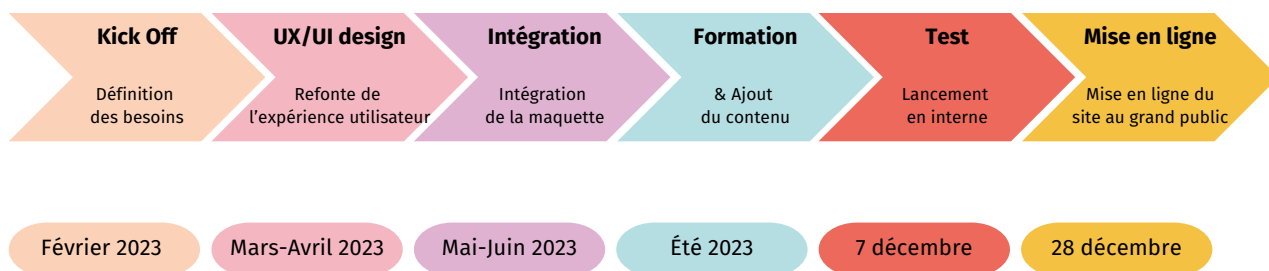 Kick Off
Définition
des besoins
UX/UI design
Refonte de
l'expérience utilisateur
Intégration
Intégration
de la maquette
Formation
& Ajout
du contenu
Test
Lancement
en interne
Mise en ligne
Mise en ligne du
site au grand public
Février 2023
Mars-Avril 2023
Mai-Juin 2023
Été 2023
7 décembre
28 décembre